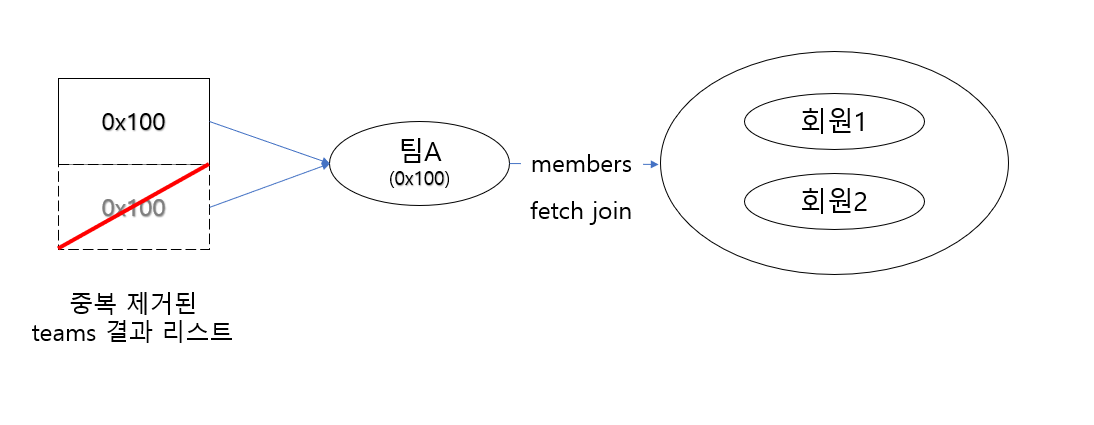 0x100
0x100
중복 제거된
teams 결과 리스트
팀A
(0x100)
members
fetch join
회원1
회원2